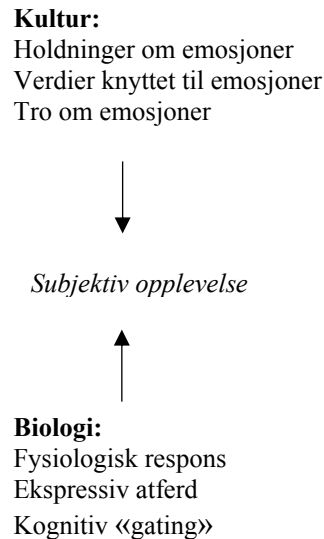 Kultur:
Holdninger om emosjoner
Verdier knyttet til emosjoner
Tro om emosjoner
Subjektiv opplevelse
Biologi:
Fysiologisk respons
Ekspressiv atferd
Kognitiv «gating»